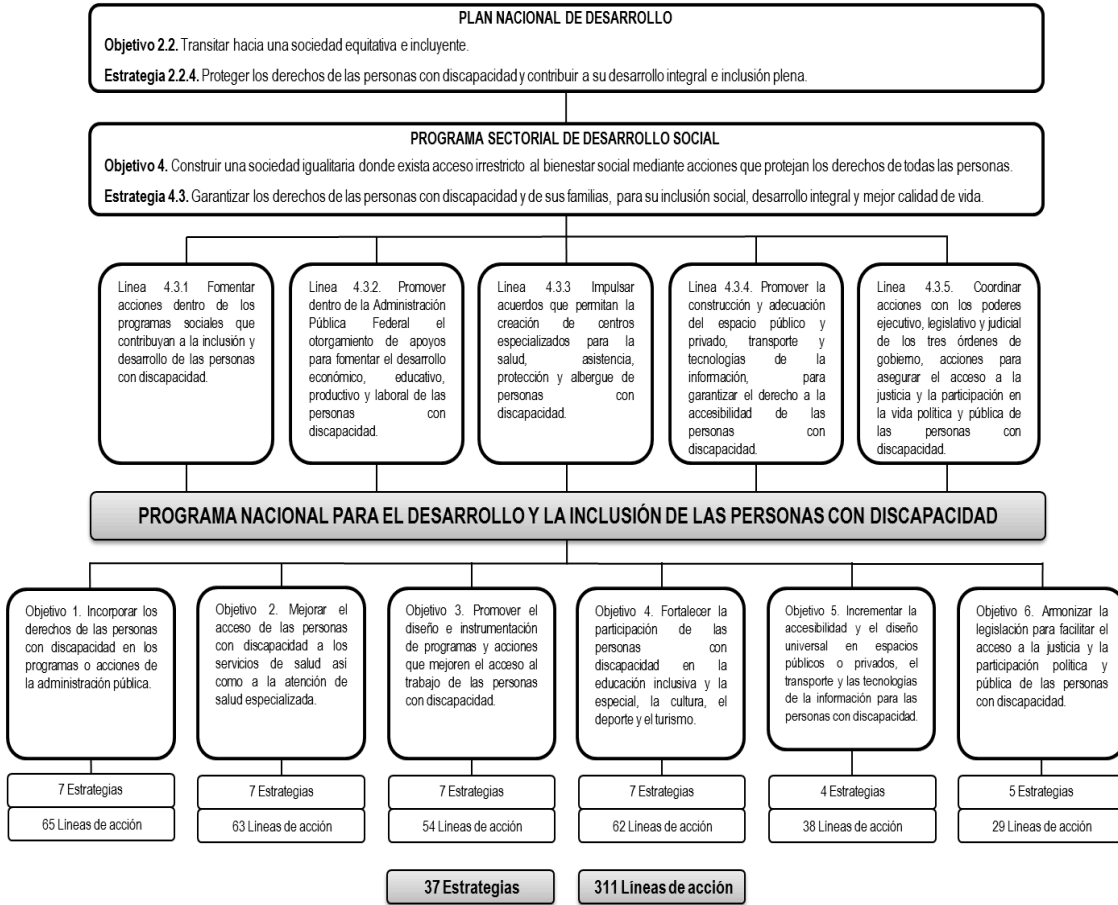 PLAN NACIONAL DE DESARROLLO
Objetivo 2.2. Transitar hacia una sociedad equitativa e incluyente.
Estrategia 2.2.4. Proteger los derechos de las personas con discapacidad y contribuir a su desarrollo integral e inclusión plena.
PROGRAMA SECTORIAL DE DESARROLLO SOCIAL
Objetivo 4. Construir una sociedad igualitaria donde exista acceso irrestricto al bienestar social mediante acciones que protejan los derechos de todas las personas.
Estrategia 4.3. Garantizar los derechos de las personas con discapacidad y de sus familias, para su inclusión social, desarrollo integral y mejor calidad de vida.
Línea 4.3.1 Fomentar
acciones dentro de los
programas sociales que
contribuyan a la inclusión y
desarrollo de las personas
con discapacidad.
Línea 4.3.2. Promover
dentro de la Administración
Pública Federal el
otorgamiento de apoyos
para fomentar el desarrollo
económico, educativo,
productivo y laboral de las
personas con
discapacidad.
Línea 4.3.3 Impulsar
acuerdos que permitan la
creación de centros
especializados para la
salud, asistencia,
protección y albergue de
personas con
discapacidad.
Línea 4.3.4. Promover la
construcción y adecuación
del espacio público y
privado, transporte y
tecnologías de la
información, para
garantizar el derecho a la
accesibilidad de las
personas con
discapacidad.
Línea 4.3.5. Coordinar
acciones con los poderes
ejecutivo, legislativo y judicial
de los tres órdenes de
gobierno, acciones para
asegurar el acceso a la
justicia y la participación en
la vida política y pública de
las personas con
discapacidad.
PROGRAMA NACIONAL PARA EL DESARROLLO Y LA INCLUSIÓN DE LAS PERSONAS CON DISCAPACIDAD
Objetivo 1. Incorporar los
derechos de las personas
con discapacidad en los
programas o acciones de
la administración pública.
Objetivo 2. Mejorar el
acceso de las personas
con discapacidad a los
servicios de salud así
como a la atención de
salud especializada.
Objetivo 3. Promover el
diseño e instrumentación
de programas y acciones
que mejoren el acceso al
trabajo de las personas
con discapacidad.
Objetivo 4. Fortalecer la
participación de las
personas con
discapacidad en la
educación inclusiva y la
especial, la cultura, el
deporte y el turismo.
Objetivo 5. Incrementar la
accesibilidad y el diseño
universal en espacios
públicos o privados, el
transporte y las tecnologías
de la información para las
personas con discapacidad.
Objetivo 6. Armonizar la
legislación para facilitar el
acceso a la justicia y la
participación política y
pública de las personas
con discapacidad.
7 Estrategias
7 Estrategias
7 Estrategias
7 Estrategias
4 Estrategias
5 Estrategias
65 Líneas de acción
63 Líneas de acción
54 Líneas de acción
62 Líneas de acción
38 Líneas de acción
29 Líneas de acción
37 Estrategias
311 Líneas de acción